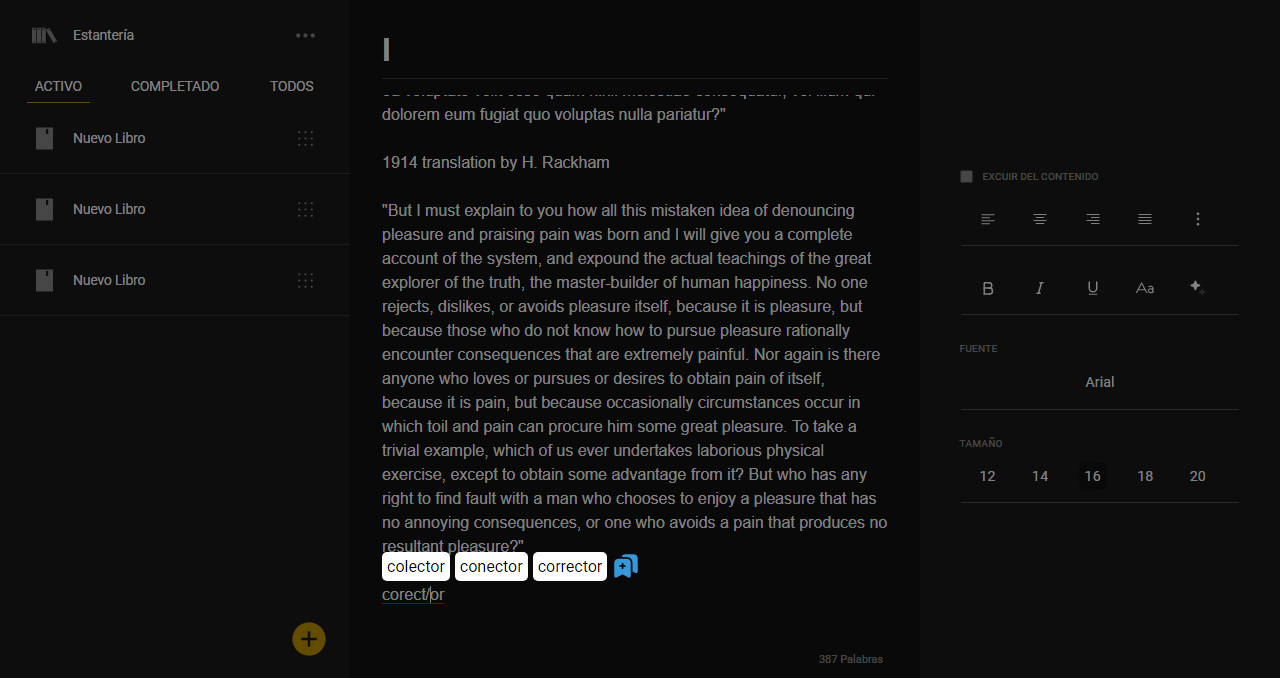 Estantería
ACTIVO COMPLETADO TODOS
Nuevo Libro
Nuevo Libro
Nuevo Libro
I
dolorem eum fugiat quo voluptas nulla pariatur?"
1914 translation by H. Rackham
"But I must explain to you how all this mistaken idea of denouncing
pleasure and praising pain was born and I will give you a complete
account of the system, and expound the actual teachings of the great
explorer of the truth, the master-builder of human happiness. No one
rejects, dislikes, or avoids pleasure itself, because it is pleasure, but
because those who do not know how to pursue pleasure rationally
encounter consequences that are extremely painful. Nor again is there
anyone who loves or pursues or desires to obtain pain of itself,
because it is pain, but because occasionally circumstances occur in
which toil and pain can procure him some great pleasure. To take a
trivial example, which of us ever undertakes laborious physical
exercise, except to obtain some advantage from it? But who has any
right to find fault with a man who chooses to enjoy a pleasure that has
no annoying consequences, or one who avoids a pain that produces no
resultant pleasure?"
colector conector corrector
corect/or
387 Palabras
EXCUIR DEL CONTENIDO
B I U Aa
FUENTE
Arial
TAMAÑO
12 14 16 18 20